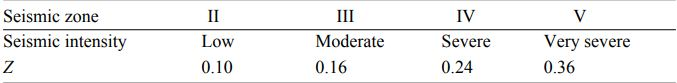 Seismic zone II III IV V
Seismic intensity Low Moderate Severe Very severe
Z 0.10 0.16 0.24 0.36